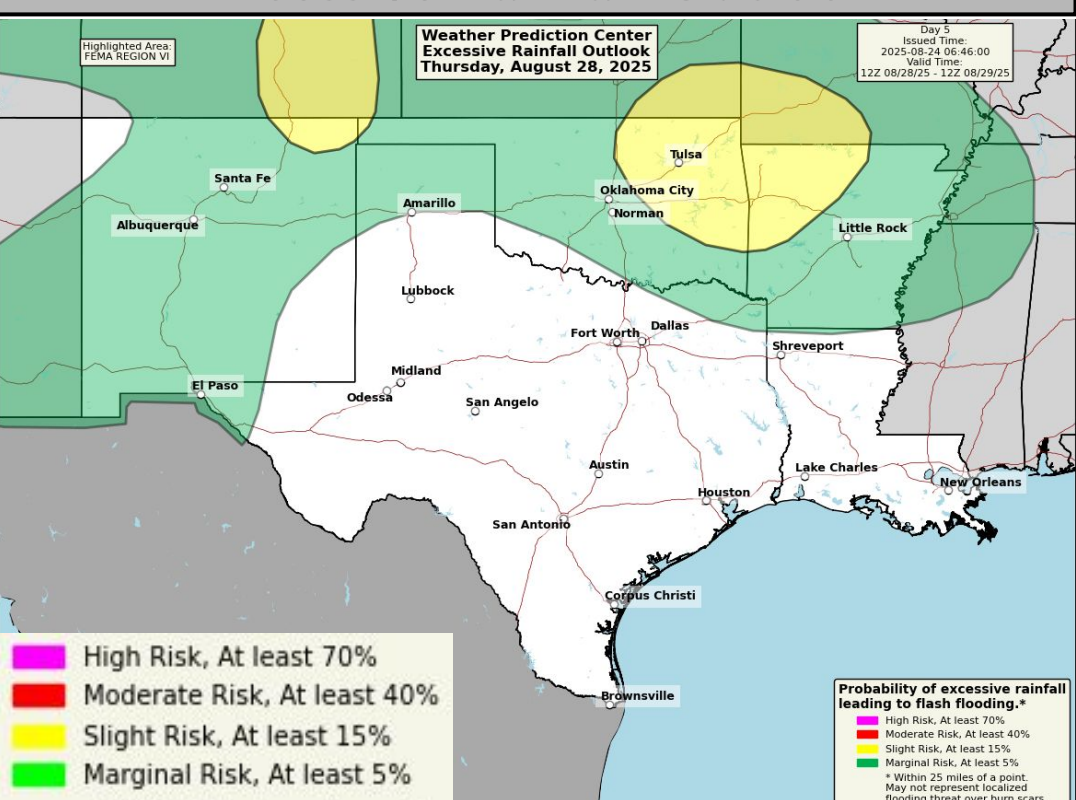 Highlighted Area:
FEMA REGION VI
Weather Prediction Center
Excessive Rainfall Outlook
Thursday, August 28, 2025
Day 5
Issued Time:
2025-08-24 06:46:00
Valid Time:
12Z 08/28/25 - 12Z 08/29/25
Tulsa
Santa Fe
Oklahoma City
Amarillo
Norman
Albuquerque
Little Rock
Lubbock
Dallas
Fort Worth
Shreveport
Midland
El Paso
Odessa
San Angelo
Austin
Lake Charles
New Orleans
Houston
San Antonio
Corpus Christi
Brownsville
High Risk, At least 70%
Moderate Risk, At least 40%
Slight Risk, At least 15%
Marginal Risk, At least 5%
Probability of excessive rainfall
leading to flash flooding.*
High Risk, At least 70%
Moderate Risk, At least 40%
Slight Risk, At least 15%
Marginal Risk, At least 5%
* Within 25 miles of a point.
May not represent localized
flooding threat over burn scars